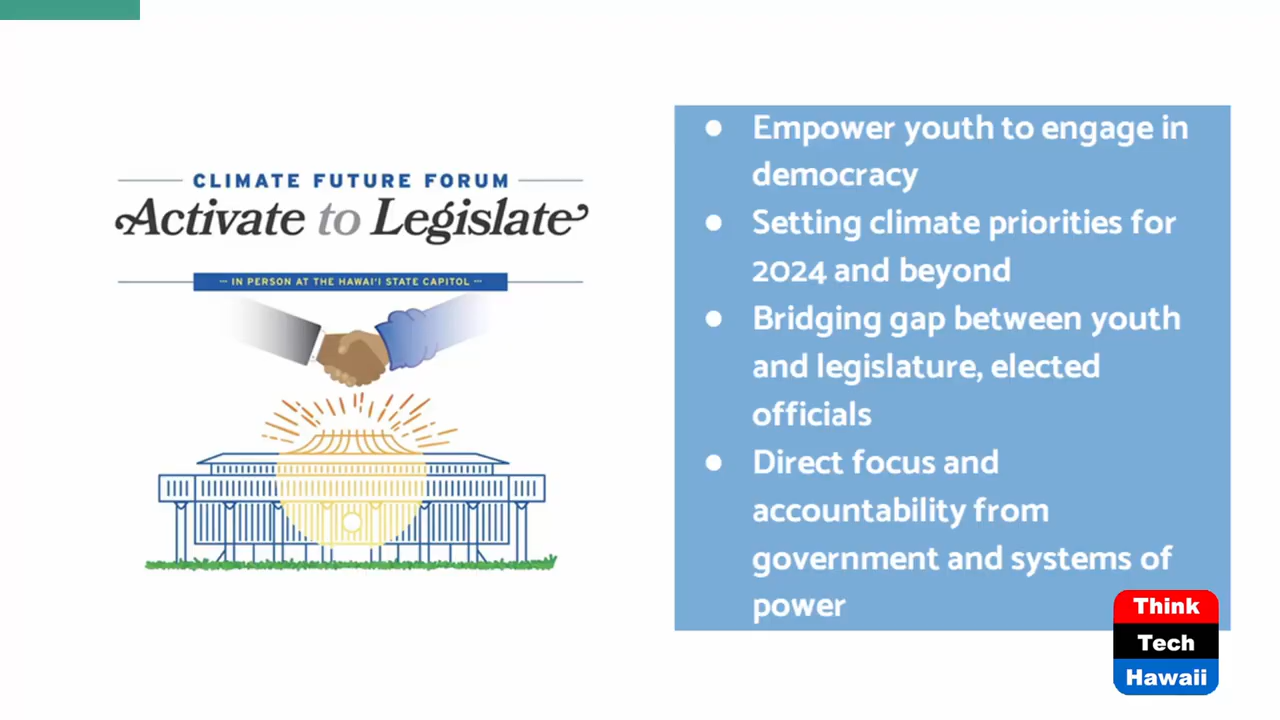 CLIMATE FUTURE FORUM
Activate to Legislate
··· IN PERSON AT THE HAWAI'I STATE CAPITOL ···
● Empower youth to engage in
democracy
● Setting climate priorities for
2024 and beyond
● Bridging gap between youth
and legislature, elected
officials
● Direct focus and
accountability from
government and systems of
power
Think
Tech
Hawaii